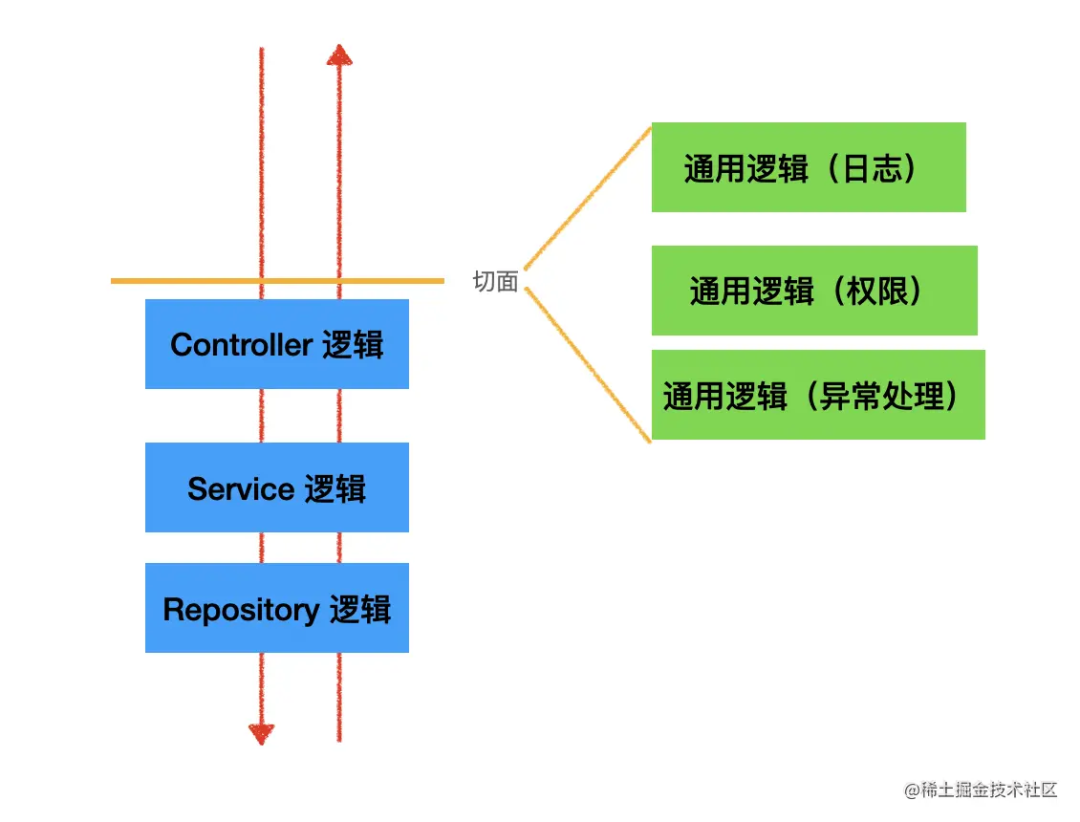 通用逻辑（日志）
切面
通用逻辑（权限）
Controller 逻辑
通用逻辑（异常处理）
Service 逻辑
Repository 逻辑
@稀土掘金技术社区